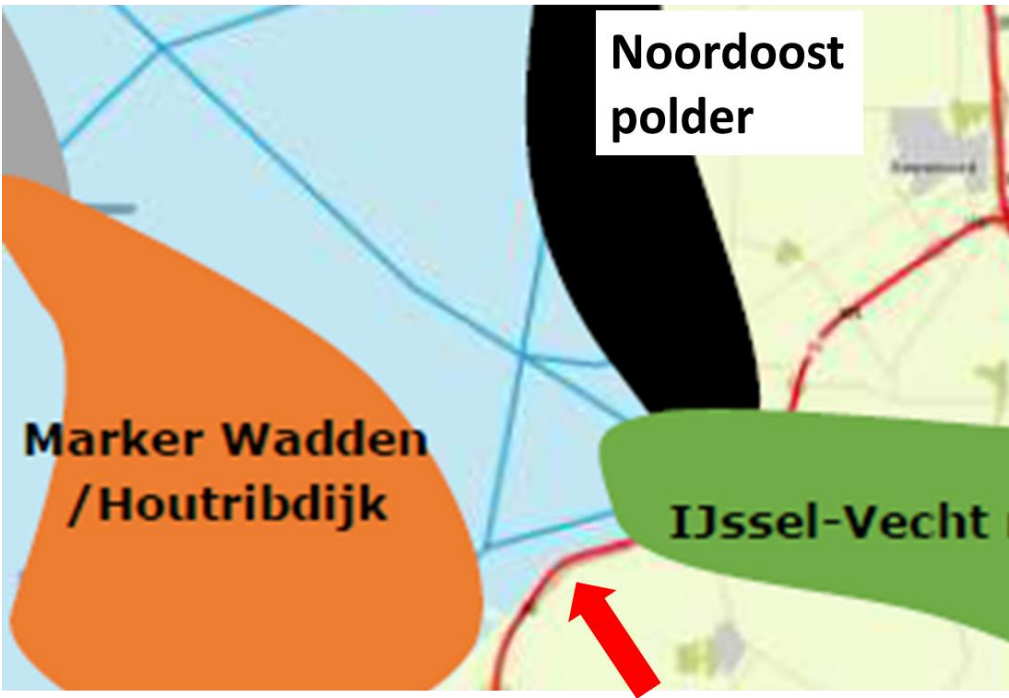 Noordoost
polder
Marker Wadden
/Houtribdijk
IJssel-Vecht